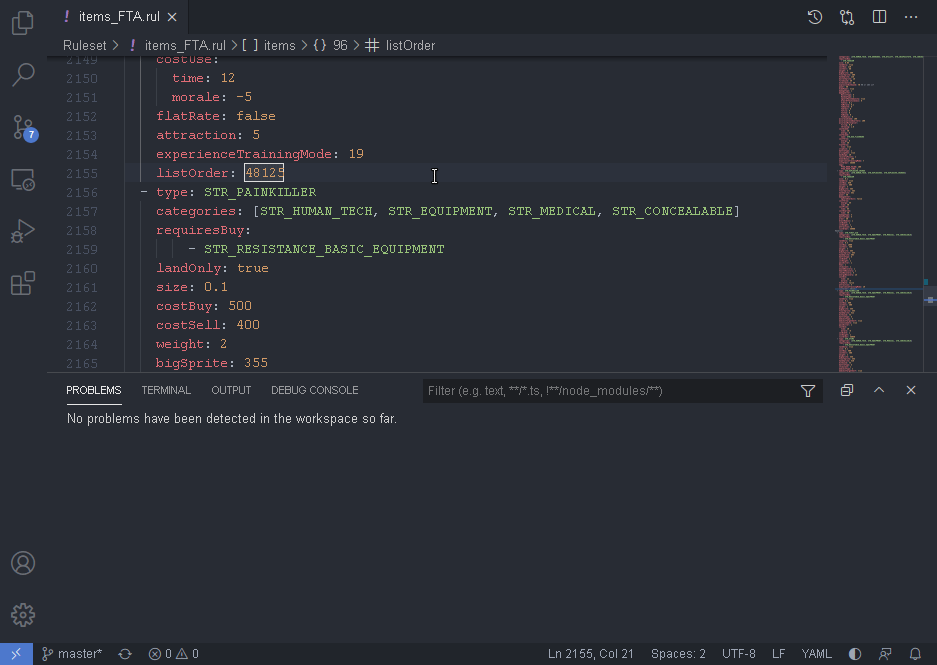 ! items_FTA.rul ×
Ruleset > ! items_FTA.rul > [ ] items > {} 96 > listOrder
2149 costUse:
2150 time: 12
2151 morale: -5
2152 flatRate: false
2153 attraction: 5
2154 experienceTrainingMode: 19
2155 listOrder: 48125
2156 - type: STR_PAINKILLER
2157 categories: [STR_HUMAN_TECH, STR_EQUIPMENT, STR_MEDICAL, STR_CONCEALABLE]
2158 requiresBuy:
2159 - STR_RESISTANCE_BASIC_EQUIPMENT
2160 landOnly: true
2161 size: 0.1
2162 costBuy: 500
2163 costSell: 400
2164 weight: 2
2165 bigSprite: 355
7
PROBLEMS TERMINAL OUTPUT DEBUG CONSOLE Filter (e.g. text, **/*.ts, !**/node_modules/**)
No problems have been detected in the workspace so far.
master* 0 0 Ln 2155, Col 21 Spaces: 2 UTF-8 LF YAML